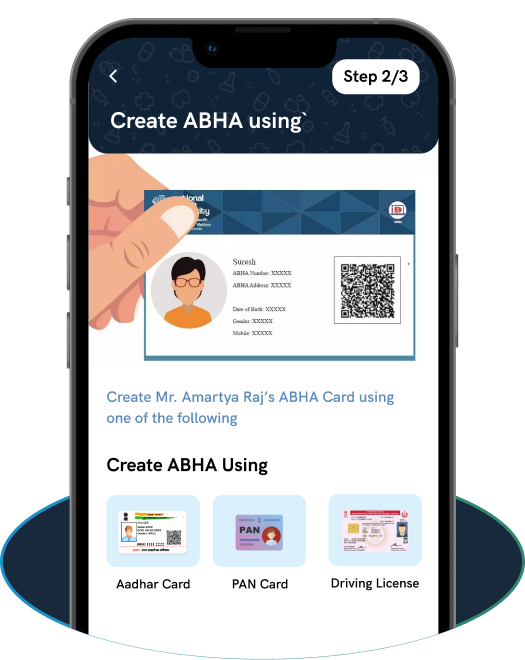 Step 2/3
Create ABHA using`
Suresh
ABHA Number: XXXXX
ABHA Address: XXXXX
Date of Birth: XXXXX
Gender: XXXXX
Mobile: XXXXX
Create Mr. Amartya Raj's ABHA Card using
one of the following
Create ABHA Using
PAN
Aadhar Card
PAN Card
Driving License